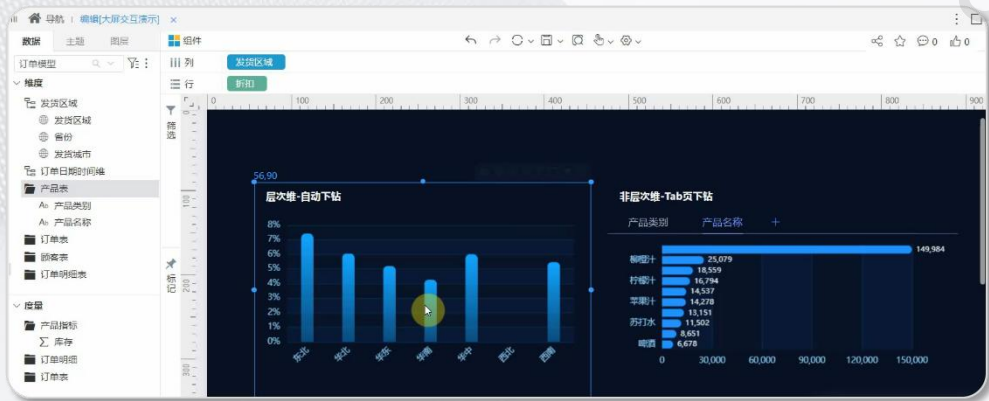 导航 编辑[大屏交互演示] ×
数据 主题 图层 组件 0 0
订单模型 列 发货区域
维度 行 折扣
发货区域
发货区域
省份
发货城市
订单日期时间维
产品表
Ab 产品类别
Ab 产品名称
订单表
顾客表
订单明细表
度量
产品指标
Σ 库存
订单明细
订单表
筛选
标记
0 100 200 300 400 500 600 700 800 900
0 100 200 300
56,90
层次维-自动下钻
8%
7%
6%
5%
4%
3%
2%
1%
0%
东北 华北 华东 华南 华中 西北 西南
非层次维-Tab页下钻
产品类别 产品名称 +
149,984
柳橙汁 25,079
18,559
柠檬汁 16,794
14,537
苹果汁 14,278
13,151
苏打水 11,502
8,651
啤酒 6,678
0 30,000 60,000 90,000 120,000 150,000